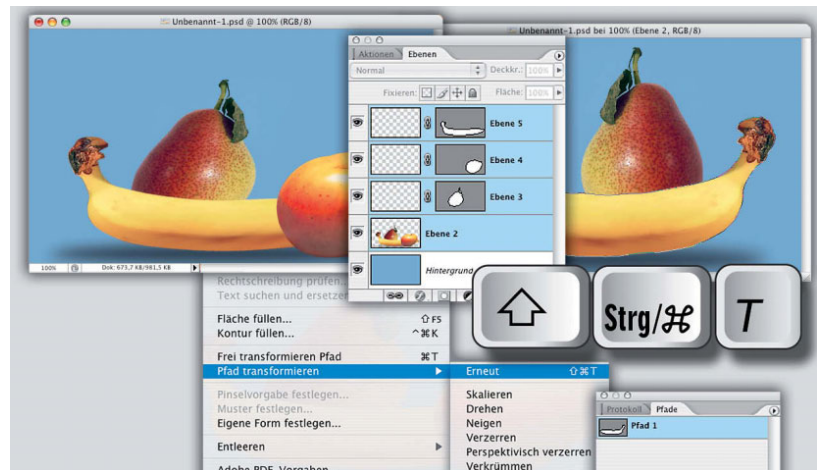 Unbenannt-1.psd @ 100% (RGB/8)
Unbenannt-1.psd bei 100% (Ebene 2, RGB/8)
Aktionen Ebenen
Normal Deckkr.: 100%
Fixieren: Fläche: 100%
Ebene 5
Ebene 4
Ebene 3
Ebene 2
Hintergrund
100% Dok: 673,7 KB/981,5 KB
Rechtschreibung prüfen...
Text suchen und ersetzen
Fläche füllen... ⇧F5
Kontur füllen... ^⌘K
Frei transformieren Pfad ⌘T
Pfad transformieren
Erneut ⇧⌘T
⇧ Strg/⌘ T
Pinselvorgabe festlegen...
Muster festlegen...
Eigene Form festlegen...
Entleeren
Adobe PDF-Vorgaben
Skalieren
Drehen
Neigen
Verzerren
Perspektivisch verzerren
Verkrümmen
Protokoll Pfade
Pfad 1